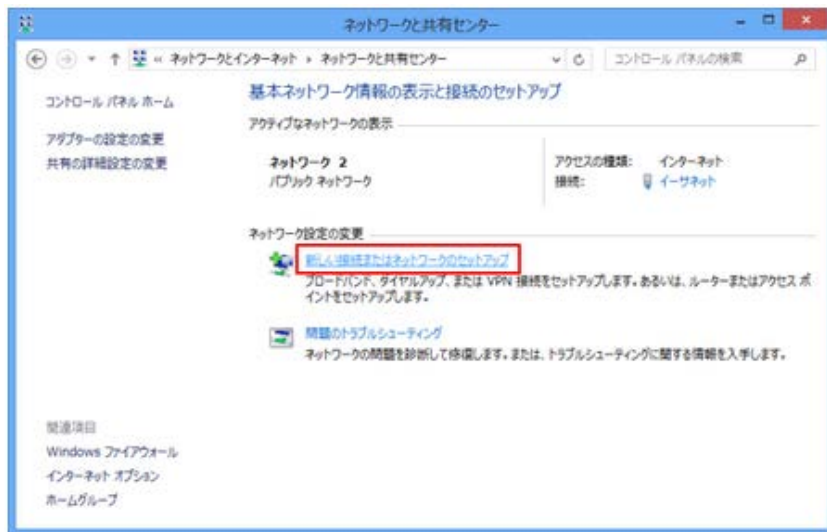 ネットワークと共有センター
« ネットワークとインターネット › ネットワークと共有センター
コントロール パネルの検索
コントロール パネル ホーム
アダプターの設定の変更
共有の詳細設定の変更
基本ネットワーク情報の表示と接続のセットアップ
アクティブなネットワークの表示
ネットワーク 2
パブリック ネットワーク
アクセスの種類: インターネット
接続: イーサネット
ネットワーク設定の変更
新しい接続またはネットワークのセットアップ
ブロードバンド、ダイヤルアップ、または VPN 接続をセットアップします。あるいは、ルーターまたはアクセス ポ
イントをセットアップします。
問題のトラブルシューティング
ネットワークの問題を診断して修復します。または、トラブルシューティングに関する情報を入手します。
関連項目
Windows ファイアウォール
インターネット オプション
ホームグループ